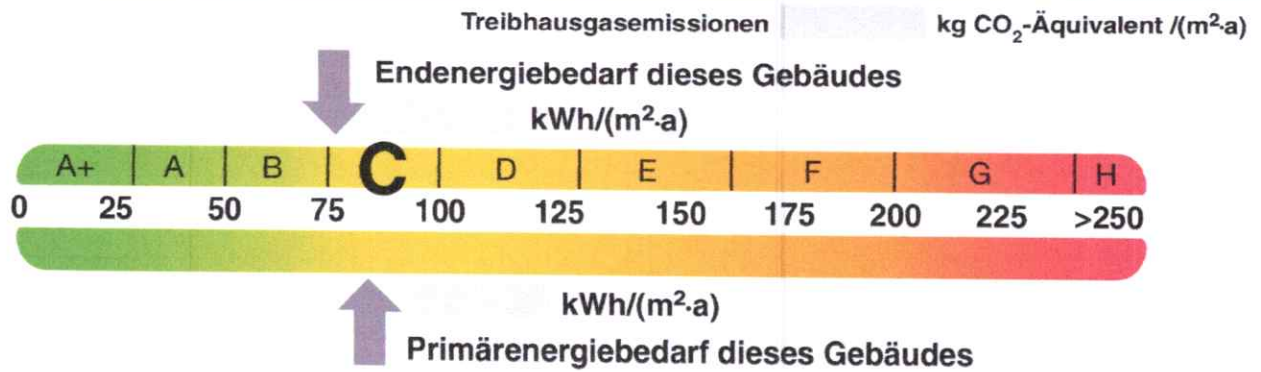 Treibhausgasemissionen kg CO₂-Äquivalent /(m²·a)
Endenergiebedarf dieses Gebäudes
kWh/(m²·a)
A+ A B C D E F G H
0 25 50 75 100 125 150 175 200 225 >250
kWh/(m²·a)
Primärenergiebedarf dieses Gebäudes